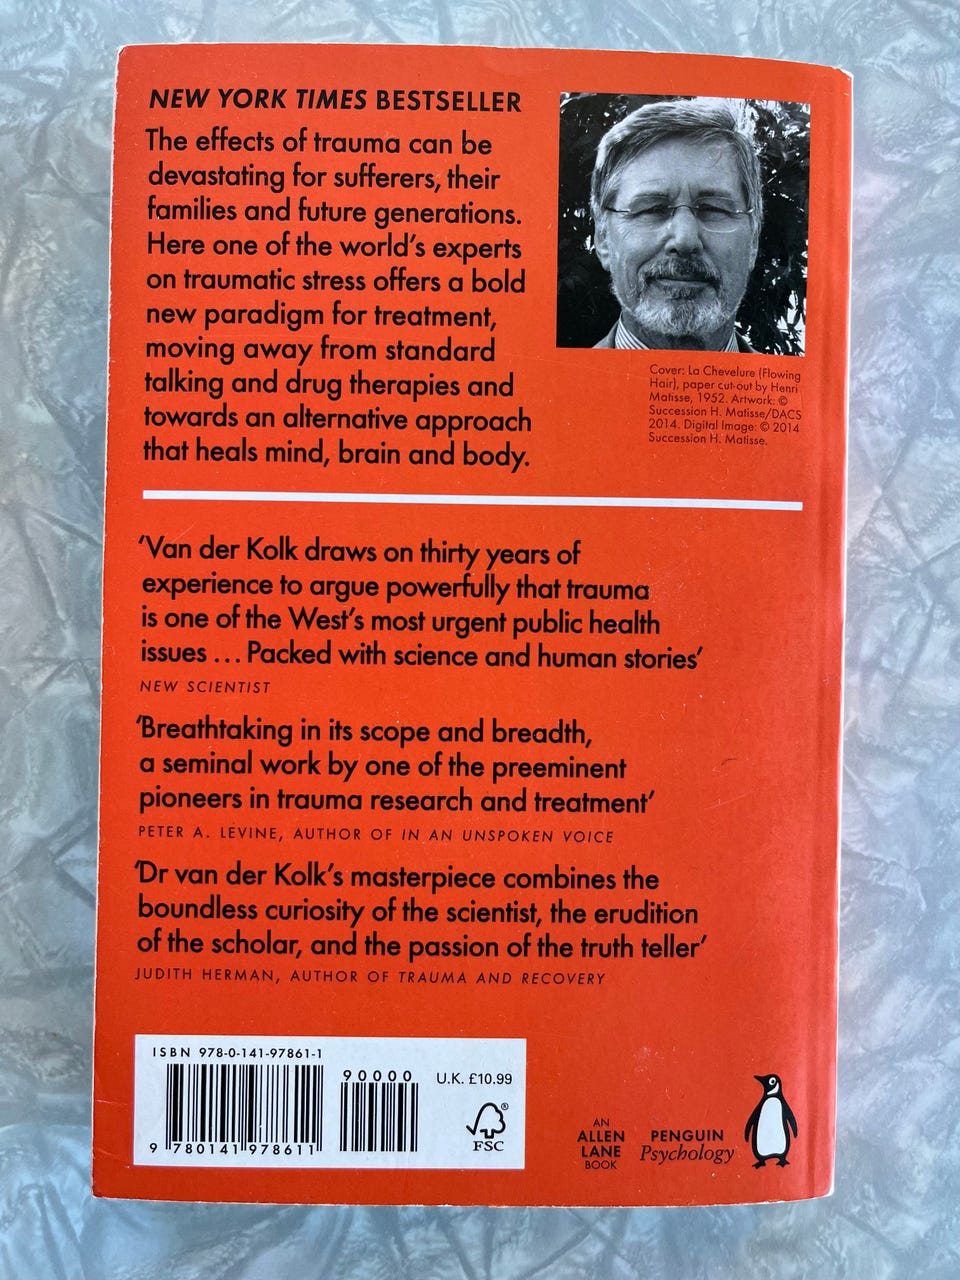 NEW YORK TIMES BESTSELLER
The effects of trauma can be
devastating for sufferers, their
families and future generations.
Here one of the world's experts
on traumatic stress offers a bold
new paradigm for treatment,
moving away from standard
talking and drug therapies and
towards an alternative approach
that heals mind, brain and body.
Cover: La Chevelure (Flowing
Hair), paper cut-out by Henri
Matisse, 1952. Artwork: ©
Succession H. Matisse/DACS
2014. Digital Image: © 2014
Succession H. Matisse.
'Van der Kolk draws on thirty years of
experience to argue powerfully that trauma
is one of the West's most urgent public health
issues ... Packed with science and human stories'
NEW SCIENTIST
'Breathtaking in its scope and breadth,
a seminal work by one of the preeminent
pioneers in trauma research and treatment'
PETER A. LEVINE, AUTHOR OF IN AN UNSPOKEN VOICE
'Dr van der Kolk's masterpiece combines the
boundless curiosity of the scientist, the erudition
of the scholar, and the passion of the truth teller'
JUDITH HERMAN, AUTHOR OF TRAUMA AND RECOVERY
ISBN 978-0-141-97861-1
90000
U.K. £10.99
9 780141 978611
®
FSC
AN
ALLEN
LANE
BOOK
PENGUIN
Psychology